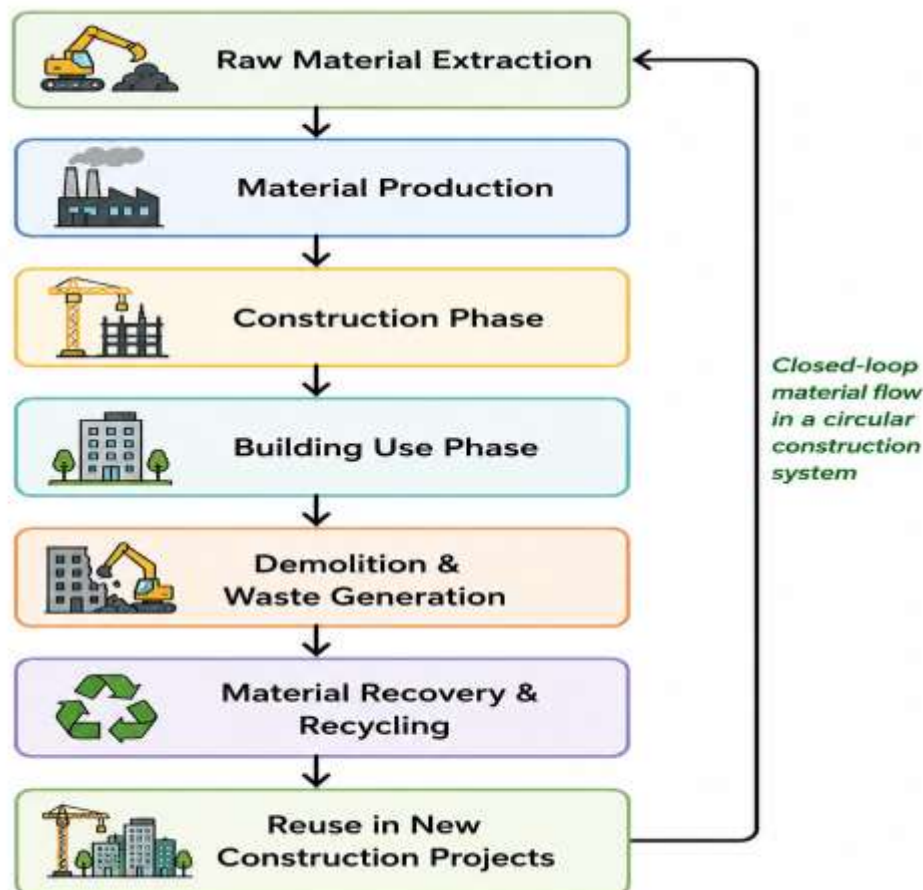 Raw Material Extraction
Material Production
Construction Phase
Building Use Phase
Demolition &
Waste Generation
Material Recovery &
Recycling
Reuse in New
Construction Projects
Closed-loop
material flow
in a circular
construction
system